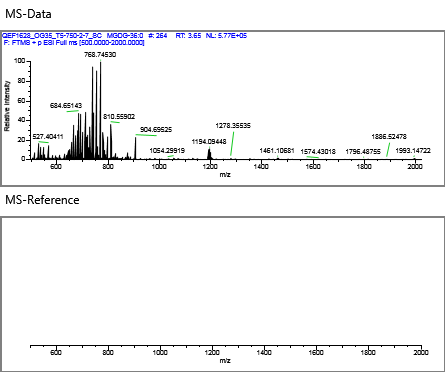 MS-Data
QEF1628_OG35_T5-750-2-7_BC MGDG-36:0 #: 264 RT: 3.65 NL: 5.77E+05
F: FTMS + p ESI Full ms [500.0000-2000.0000]
768.74530
100
684.65143
80
810.55902
60
Relative Intensity
1278.35535
40
904.69525
527.40411
1194.09448
1886.52478
20
1054.29919
1461.10681
1574.43018
1796.48755
1993.14722
0
600 800 1000 1200 1400 1600 1800 2000
m/z
MS-Reference
600 800 1000 1200 1400 1600 1800 2000
m/z